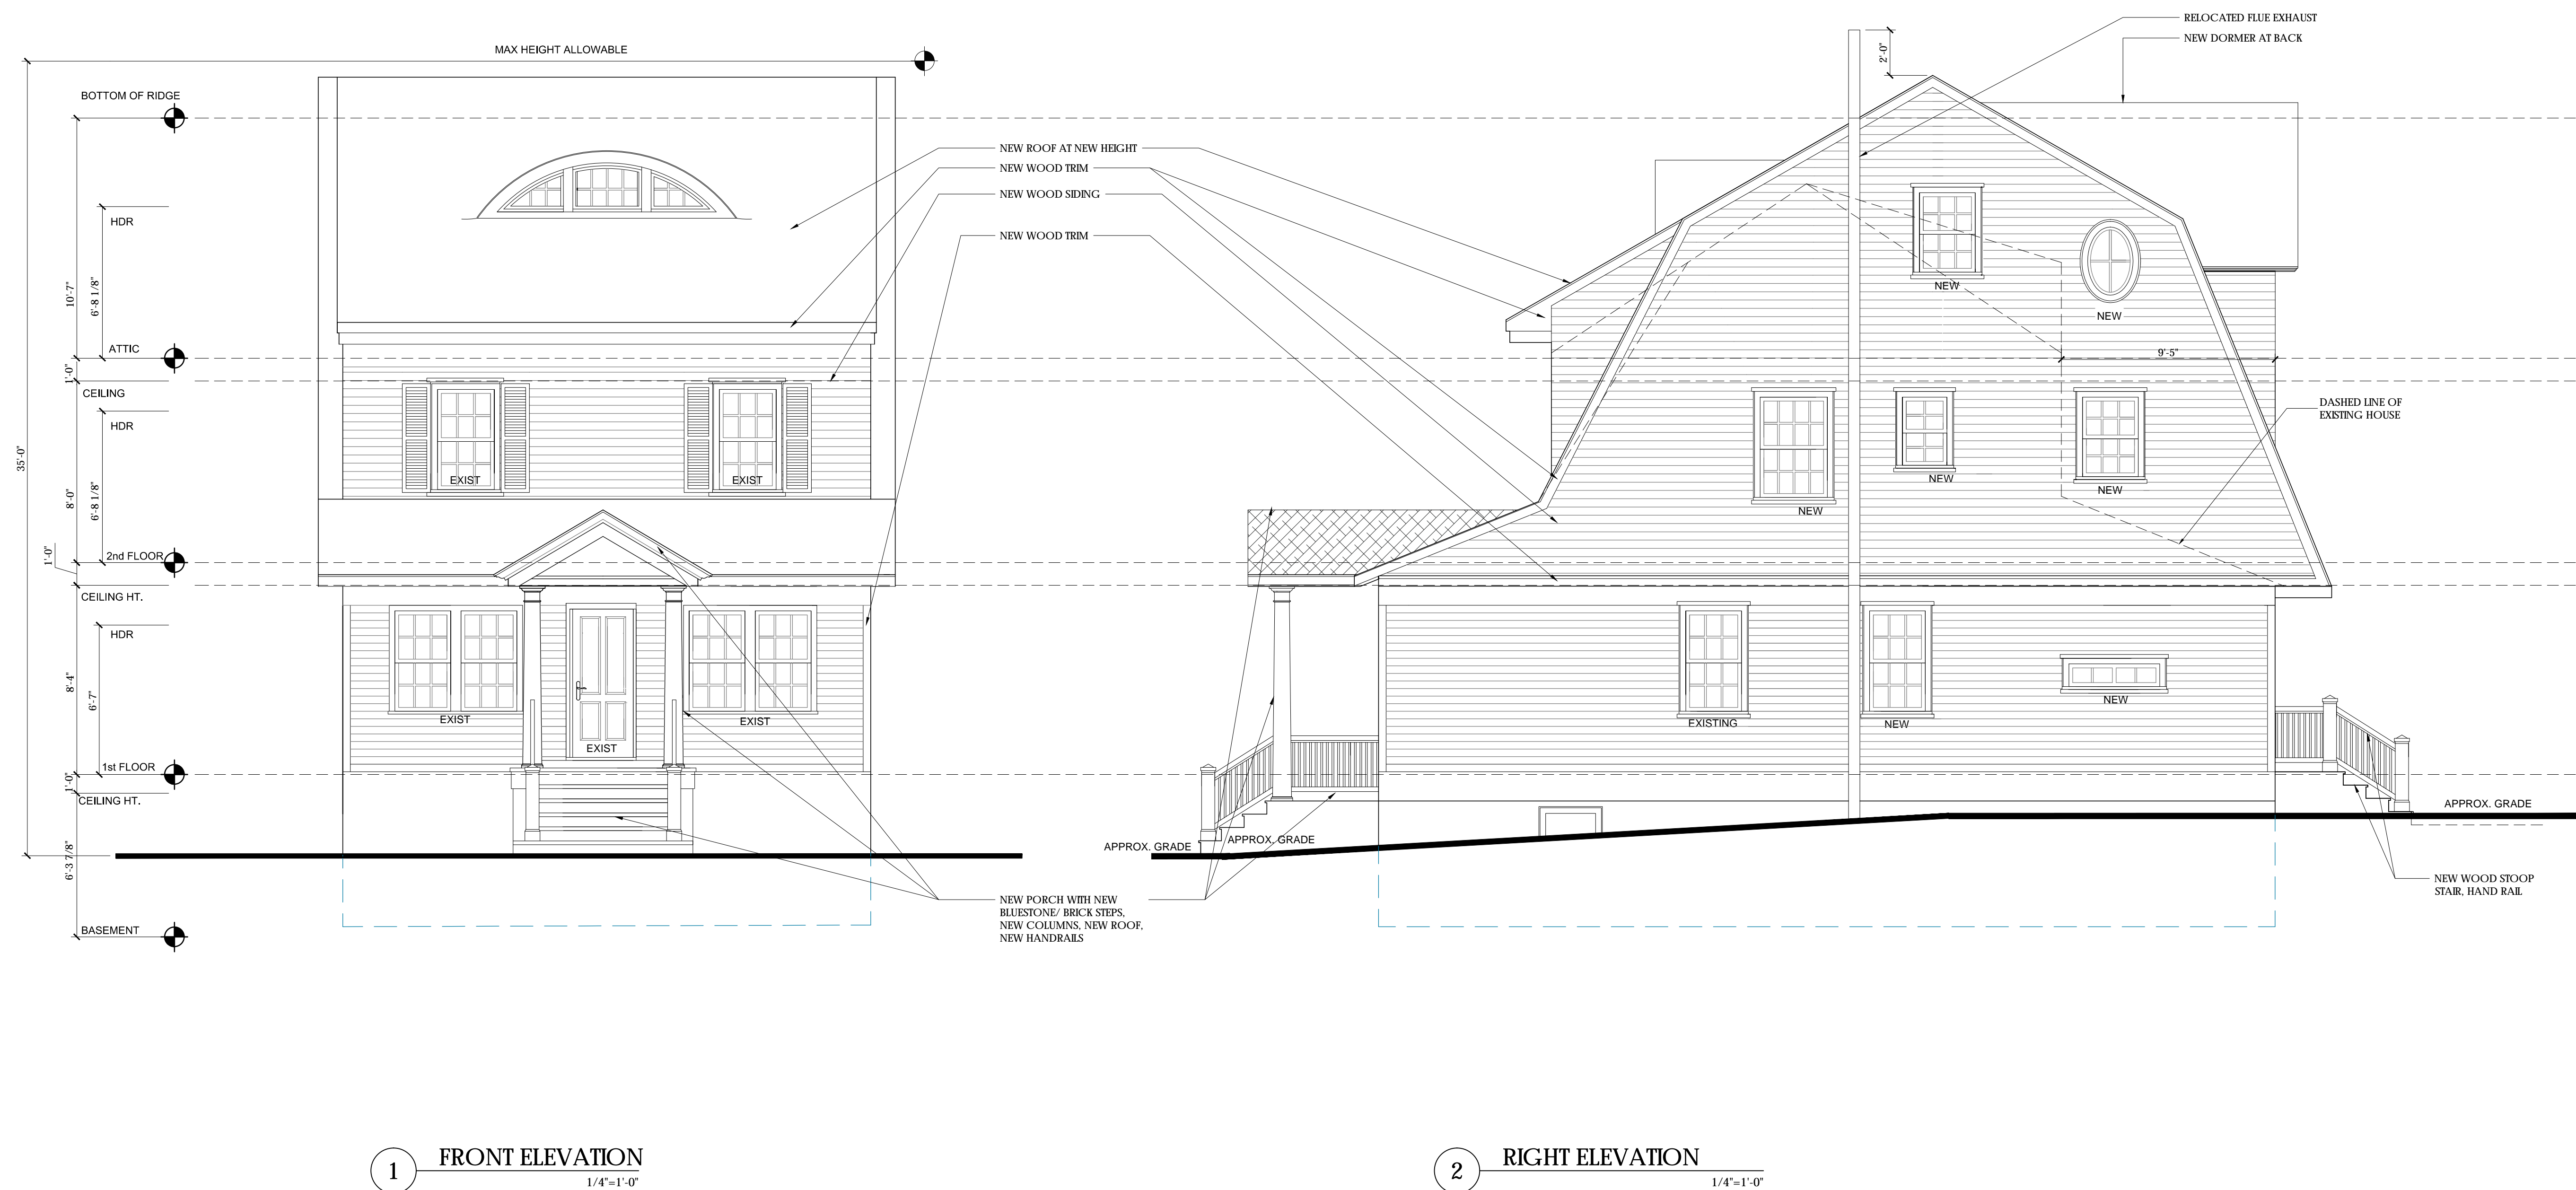 MAX HEIGHT ALLOWABLE
BOTTOM OF RIDGE
HDR
10'-7"
6'-8 1/8"
ATTIC
1'-0"
CEILING
HDR
35'-0"
8'-0"
6'-8 1/8"
2nd FLOOR
1'-0"
CEILING HT.
HDR
8'-4"
6'-7"
1st FLOOR
1'-0"
CEILING HT.
6'-3 7/8"
BASEMENT
EXIST
EXIST
EXIST
EXIST
EXIST
NEW ROOF AT NEW HEIGHT
NEW WOOD TRIM
NEW WOOD SIDING
NEW WOOD TRIM
NEW PORCH WITH NEW
BLUESTONE/ BRICK STEPS,
NEW COLUMNS, NEW ROOF,
NEW HANDRAILS
RELOCATED FLUE EXHAUST
NEW DORMER AT BACK
2'-0"
NEW
NEW
9'-5"
DASHED LINE OF
EXISTING HOUSE
NEW
NEW
NEW
EXISTING
NEW
NEW
APPROX. GRADE
APPROX. GRADE
APPROX. GRADE
NEW WOOD STOOP
STAIR, HAND RAIL
1
FRONT ELEVATION
1/4"=1'-0"
2
RIGHT ELEVATION
1/4"=1'-0"